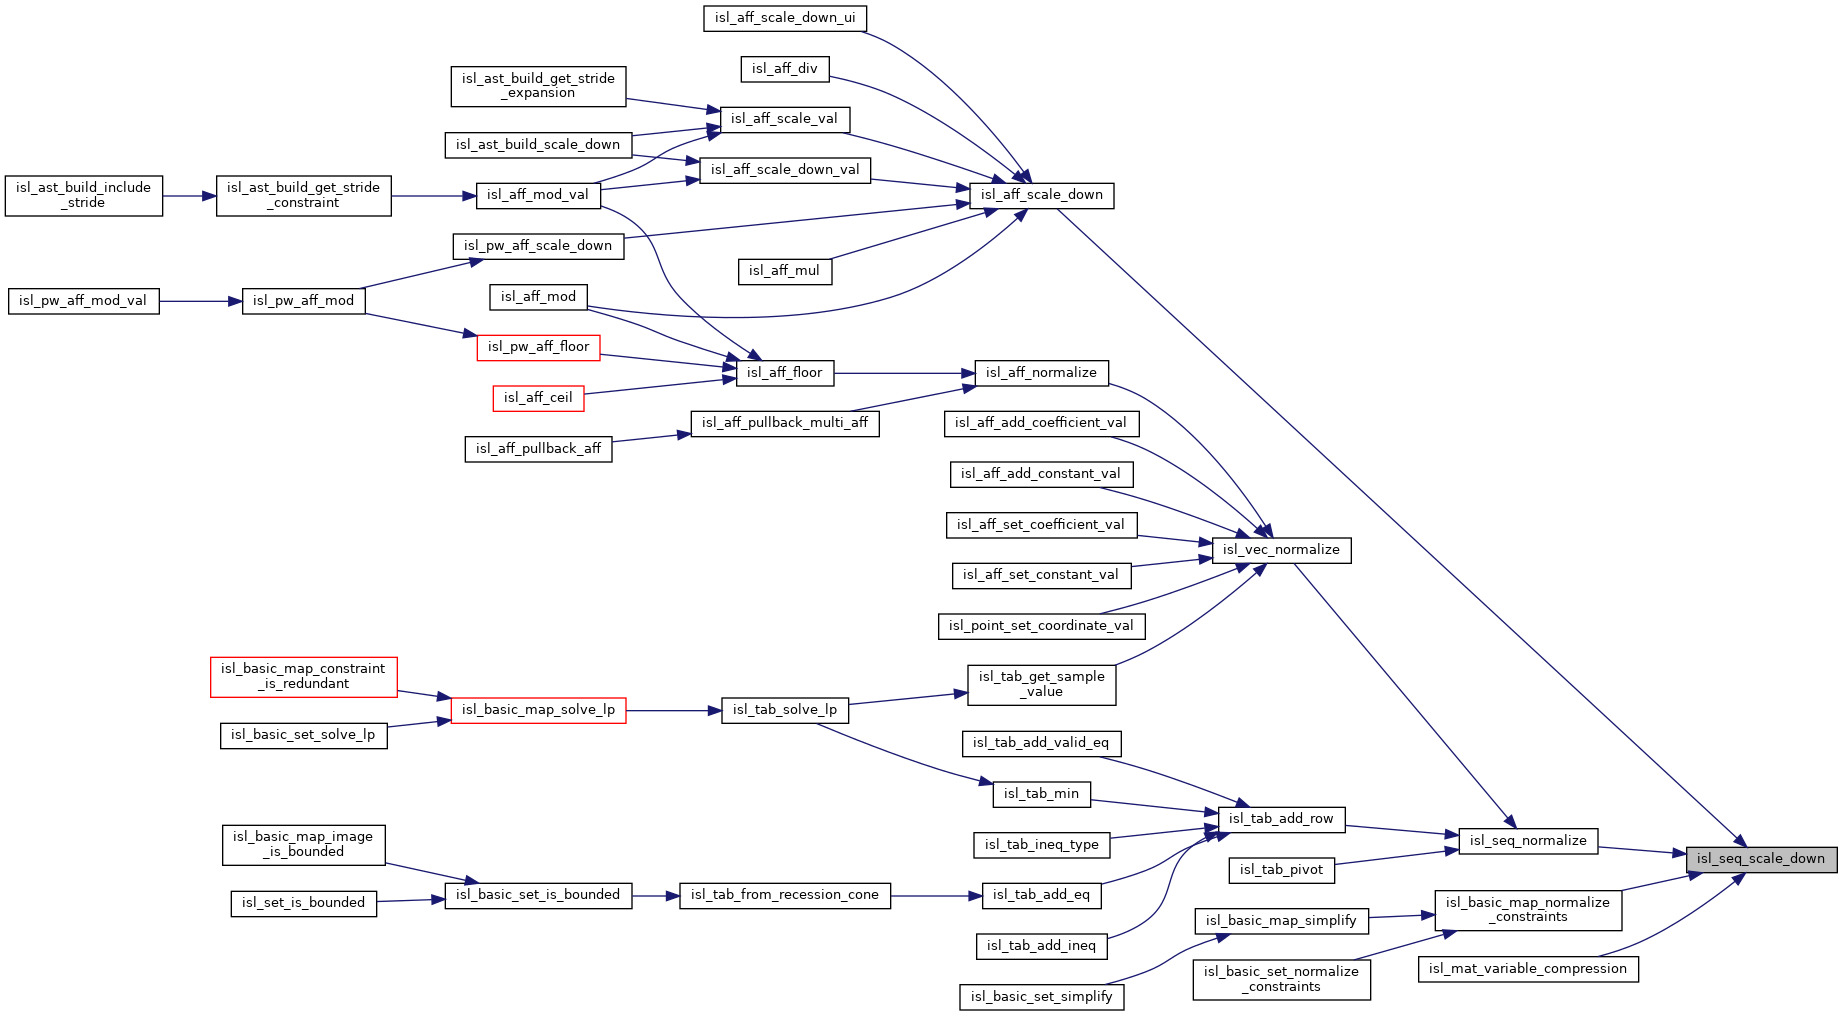 isl_aff_scale_down_ui
isl_aff_div
isl_ast_build_get_stride
_expansion
isl_aff_scale_val
isl_ast_build_scale_down
isl_aff_scale_down_val
isl_ast_build_include
_stride
isl_ast_build_get_stride
_constraint
isl_aff_mod_val
isl_aff_scale_down
isl_pw_aff_scale_down
isl_aff_mul
isl_pw_aff_mod_val
isl_pw_aff_mod
isl_aff_mod
isl_pw_aff_floor
isl_aff_floor
isl_aff_normalize
isl_aff_ceil
isl_aff_pullback_multi_aff
isl_aff_add_coefficient_val
isl_aff_pullback_aff
isl_aff_add_constant_val
isl_aff_set_coefficient_val
isl_vec_normalize
isl_aff_set_constant_val
isl_point_set_coordinate_val
isl_basic_map_constraint
_is_redundant
isl_tab_get_sample
_value
isl_basic_map_solve_lp
isl_tab_solve_lp
isl_basic_set_solve_lp
isl_tab_add_valid_eq
isl_tab_min
isl_tab_add_row
isl_basic_map_image
_is_bounded
isl_tab_ineq_type
isl_seq_normalize
isl_seq_scale_down
isl_tab_pivot
isl_set_is_bounded
isl_basic_set_is_bounded
isl_tab_from_recession_cone
isl_tab_add_eq
isl_basic_map_normalize
_constraints
isl_basic_map_simplify
isl_tab_add_ineq
isl_basic_set_normalize
_constraints
isl_mat_variable_compression
isl_basic_set_simplify